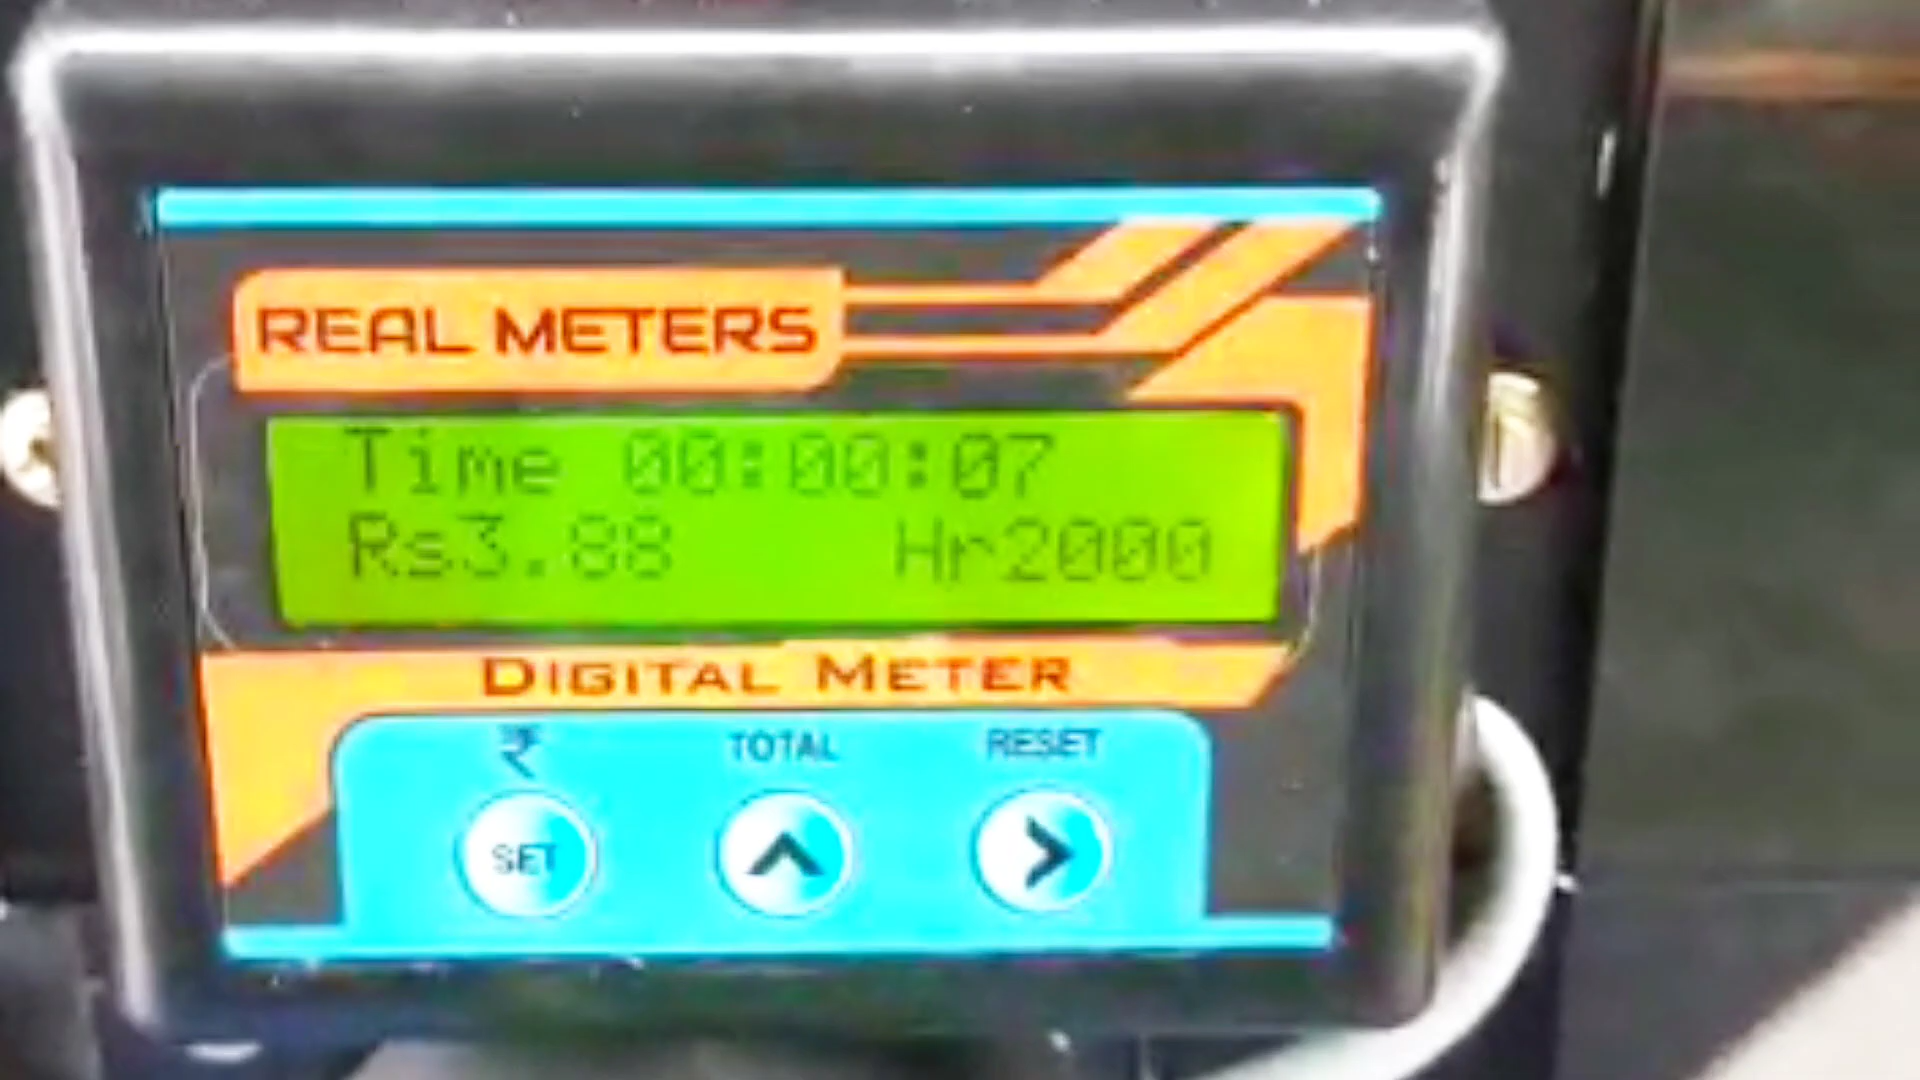 REAL METERS
Time 00:00:07
Rs3.88 Hr2000
DIGITAL METER
₹ TOTAL RESET
SET